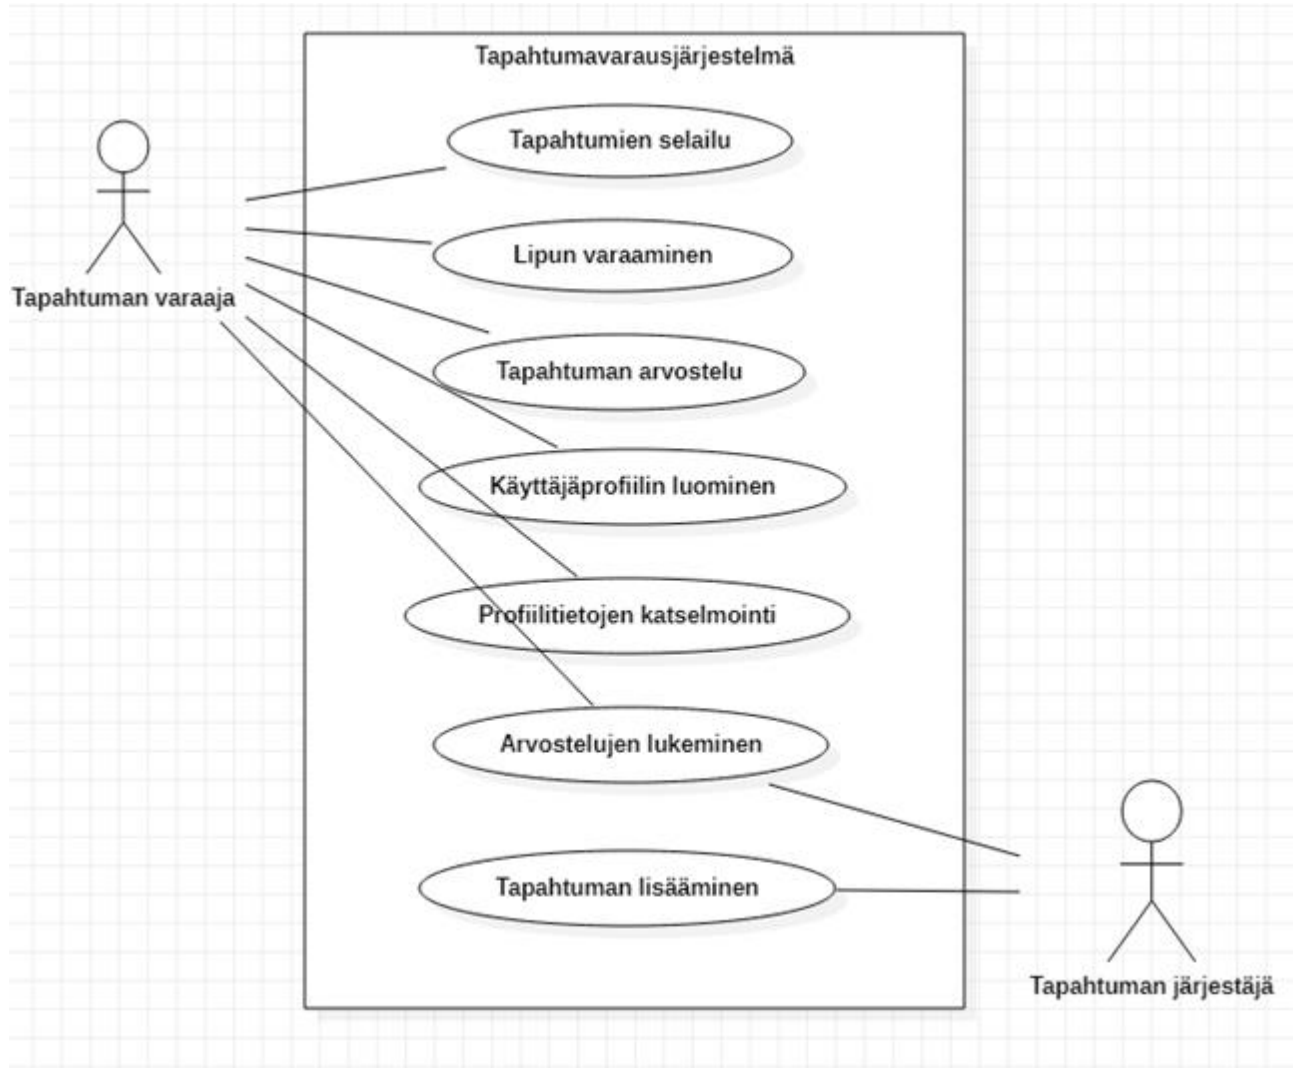 Tapahtumavarausjärjestelmä
Tapahtumien selailu
Lipun varaaminen
Tapahtuman varaaja
Tapahtuman arvostelu
Käyttäjäprofiilin luominen
Profiilitietojen katselmointi
Arvostelujen lukeminen
Tapahtuman lisääminen
Tapahtuman järjestäjä